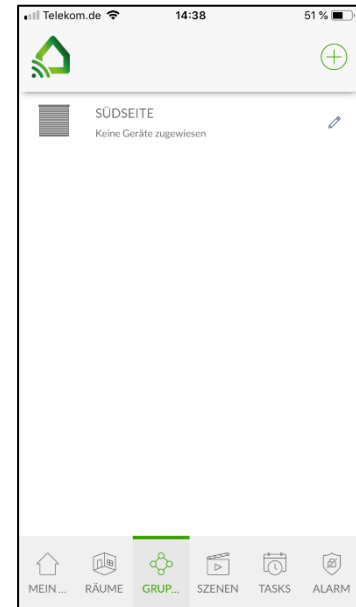 Telekom.de 14:38 51 %
SÜDSEITE
Keine Geräte zugewiesen
MEIN ... RÄUME GRUP... SZENEN TASKS ALARM